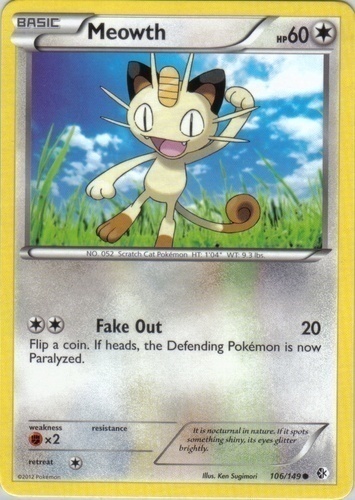 BASIC
Meowth
HP60
NO. 052 Scratch Cat Pokémon HT: 1'04" WT: 9.3 lbs.
Fake Out 20
Flip a coin. If heads, the Defending Pokémon is now
Paralyzed.
weakness resistance
×2
It is nocturnal in nature. If it spots
something shiny, its eyes glitter
brightly.
retreat
©2012 Pokémon
Illus. Ken Sugimori
106/149